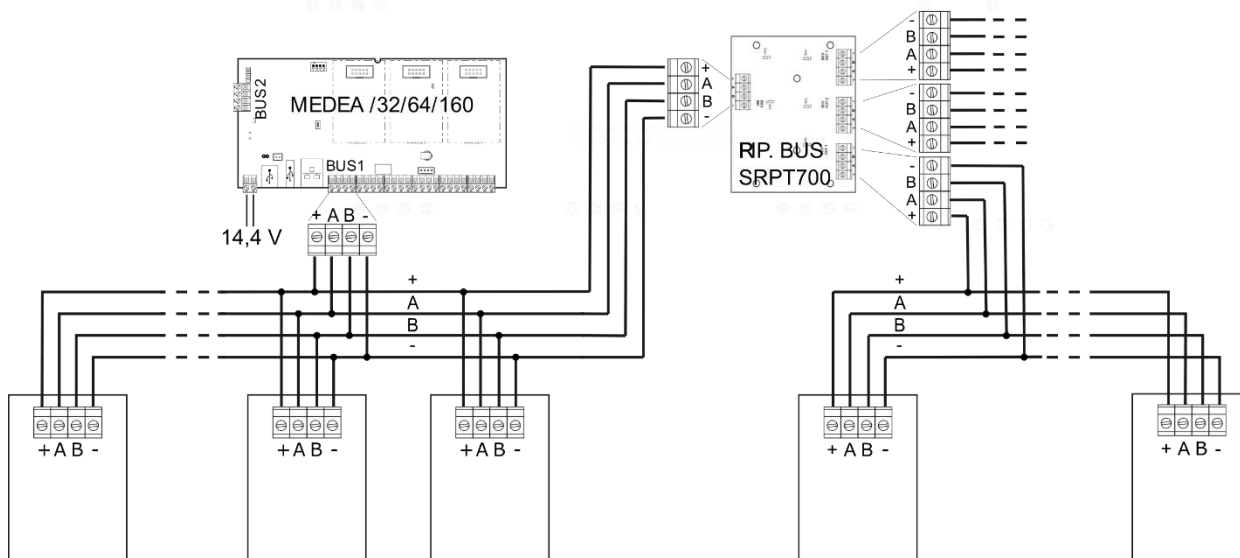 MEDEA /32/64/160
BUS2
BUS1
14,4 V
+ A B -
+
A
B
-
+
A
B
-
RIP. BUS
SRPT700
-
B
A
+
-
B
A
+
-
B
A
+
+
A
B
-
+ A B -
+ A B -
+ A B -
+ A B -
+ A B -